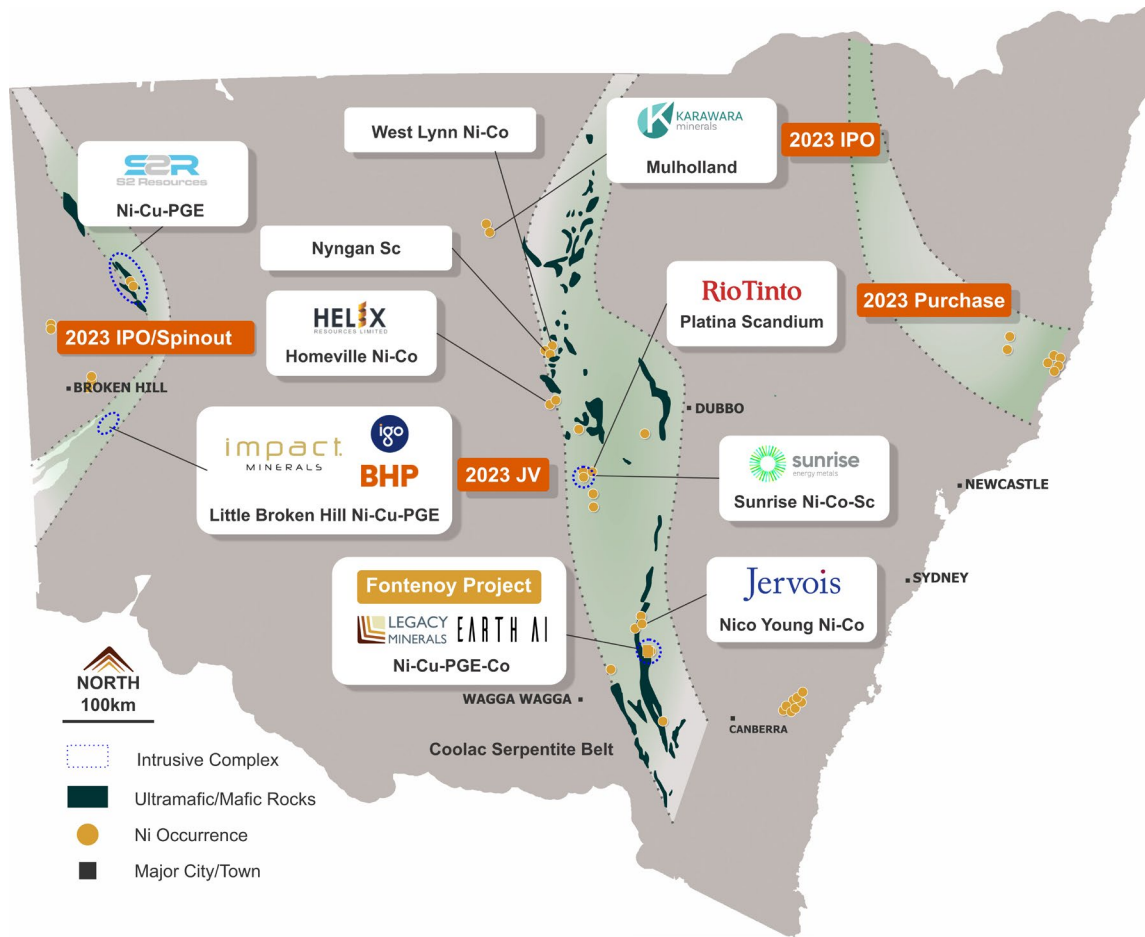 West Lynn Ni-Co
KARAWARA
minerals
Mulholland
2023 IPO
S2R
S2 Resources
Ni-Cu-PGE
Nyngan Sc
RioTinto
Platina Scandium
2023 Purchase
HELIX
RESOURCES LIMITED
Homeville Ni-Co
2023 IPO/Spinout
BROKEN HILL
DUBBO
impact
MINERALS
igo
BHP
Little Broken Hill Ni-Cu-PGE
2023 JV
sunrise
energy metals
Sunrise Ni-Co-Sc
NEWCASTLE
SYDNEY
Fontenoy Project
LEGACY
MINERALS
EARTH AI
Ni-Cu-PGE-Co
Jervois
Nico Young Ni-Co
WAGGA WAGGA
CANBERRA
Coolac Serpentite Belt
NORTH
100km
Intrusive Complex
Ultramafic/Mafic Rocks
Ni Occurrence
Major City/Town